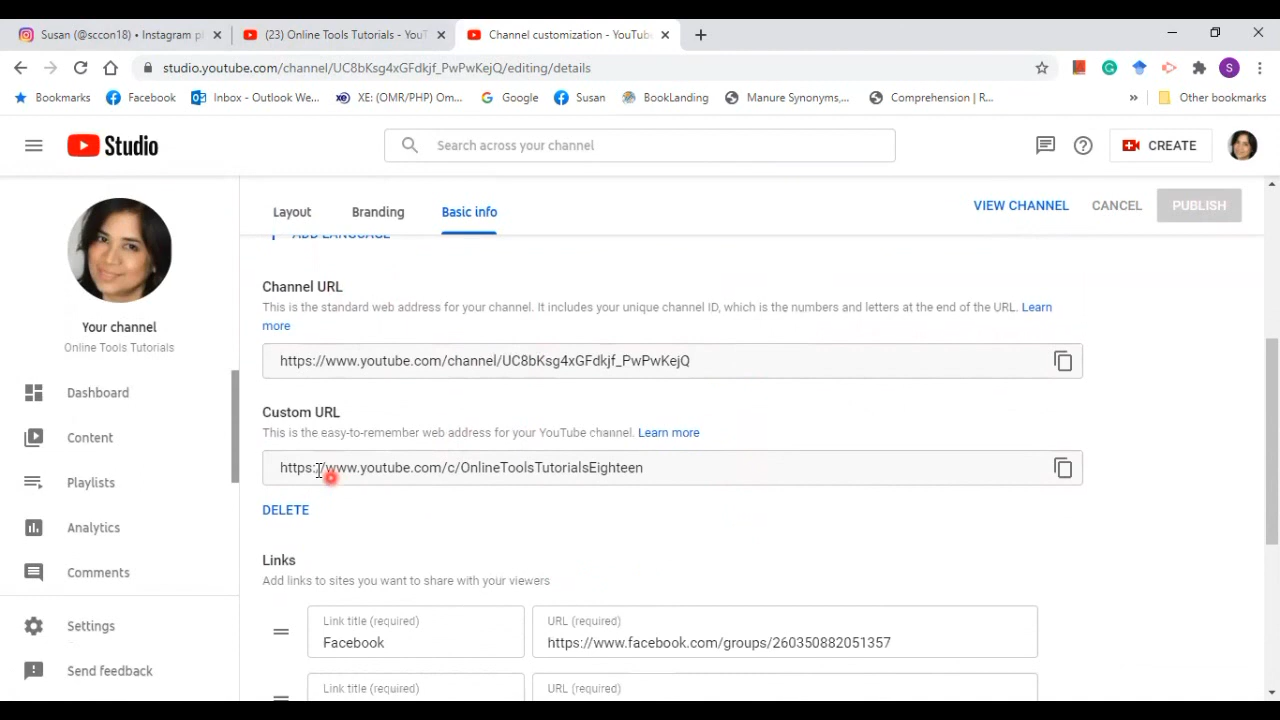 Susan (@sccon18) • Instagram p
(23) Online Tools Tutorials - YouT
Channel customization - YouTube
studio.youtube.com/channel/UC8bKsg4xGFdkjf_PwPwKejQ/editing/details
S
Bookmarks
Facebook
Inbox - Outlook We...
XE: (OMR/PHP) Om...
Google
Susan
BookLanding
Manure Synonyms,...
Comprehension | R...
»
Other bookmarks
Studio
Search across your channel
CREATE
Layout
Branding
Basic info
VIEW CHANNEL
CANCEL
PUBLISH
ADD LANGUAGE
Your channel
Online Tools Tutorials
Dashboard
Content
Playlists
Analytics
Comments
Settings
Send feedback
Channel URL
This is the standard web address for your channel. It includes your unique channel ID, which is the numbers and letters at the end of the URL. Learn
more
https://www.youtube.com/channel/UC8bKsg4xGFdkjf_PwPwKejQ
Custom URL
This is the easy-to-remember web address for your YouTube channel. Learn more
https://www.youtube.com/c/OnlineToolsTutorialsEighteen
DELETE
Links
Add links to sites you want to share with your viewers
Link title (required)
Facebook
URL (required)
https://www.facebook.com/groups/260350882051357
Link title (required)
URL (required)